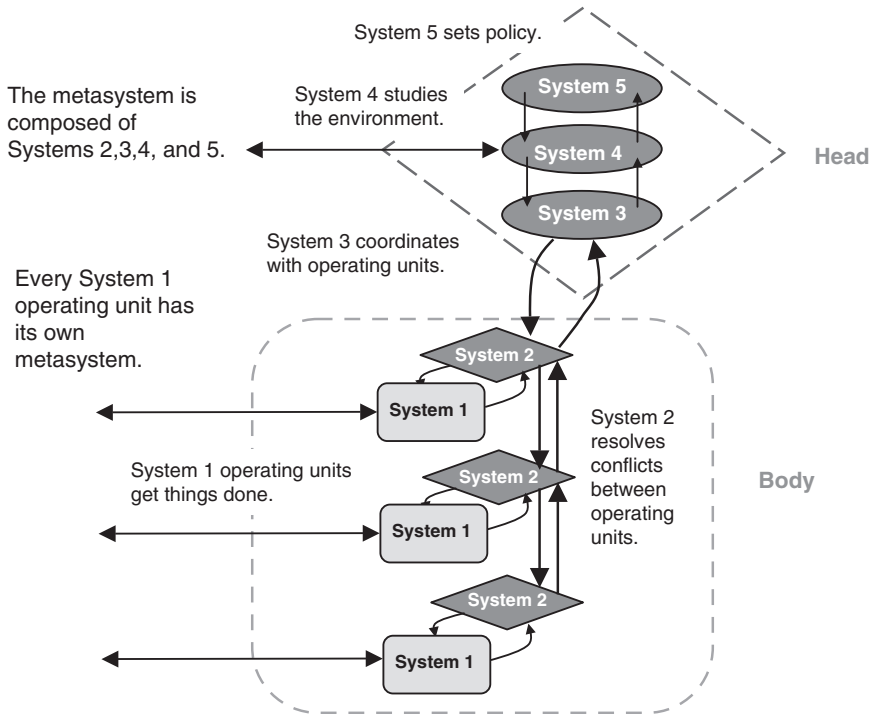 System 5 sets policy.
System 5
The metasystem is
composed of
Systems 2,3,4, and 5.
System 4 studies
the environment.
System 4
Head
System 3
System 3 coordinates
with operating units.
Every System 1
operating unit has
its own
metasystem.
System 2
System 1
System 2
resolves
conflicts
between
operating
units.
System 1 operating units
get things done.
System 2
Body
System 1
System 2
System 1